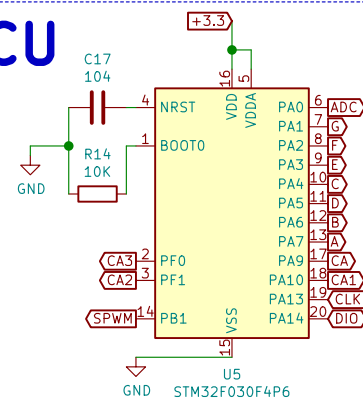 CU
+3.3
C17
104
16
5
4
NRST
VDD
VDDA
PA0
6
ADC
PA1
7
G
1
BOOT0
PA2
8
F
R14
10K
PA3
9
E
GND
PA4
10
C
PA5
11
D
PA6
12
B
PA7
13
A
CA3
2
PF0
PA9
17
CA
CA2
3
PF1
PA10
18
CA1
PA13
19
CLK
SPWM
14
PB1
VSS
PA14
20
DIO
15
GND
U5
STM32F030F4P6